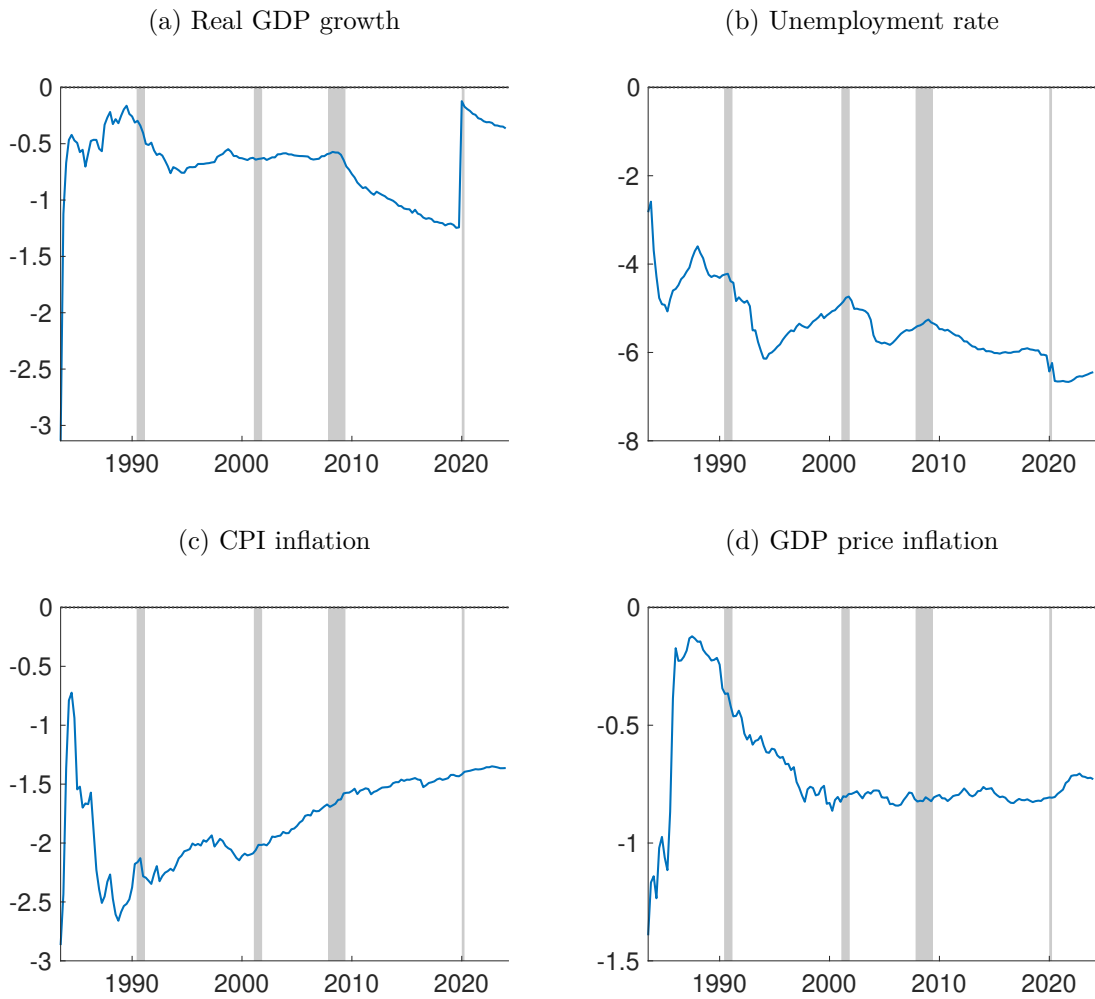 (a) Real GDP growth
0
-0.5
-1
-1.5
-2
-2.5
-3
1990 2000 2010 2020
(b) Unemployment rate
0
-2
-4
-6
-8
1990 2000 2010 2020
(c) CPI inflation
0
-0.5
-1
-1.5
-2
-2.5
-3
1990 2000 2010 2020
(d) GDP price inflation
0
-0.5
-1
-1.5
1990 2000 2010 2020